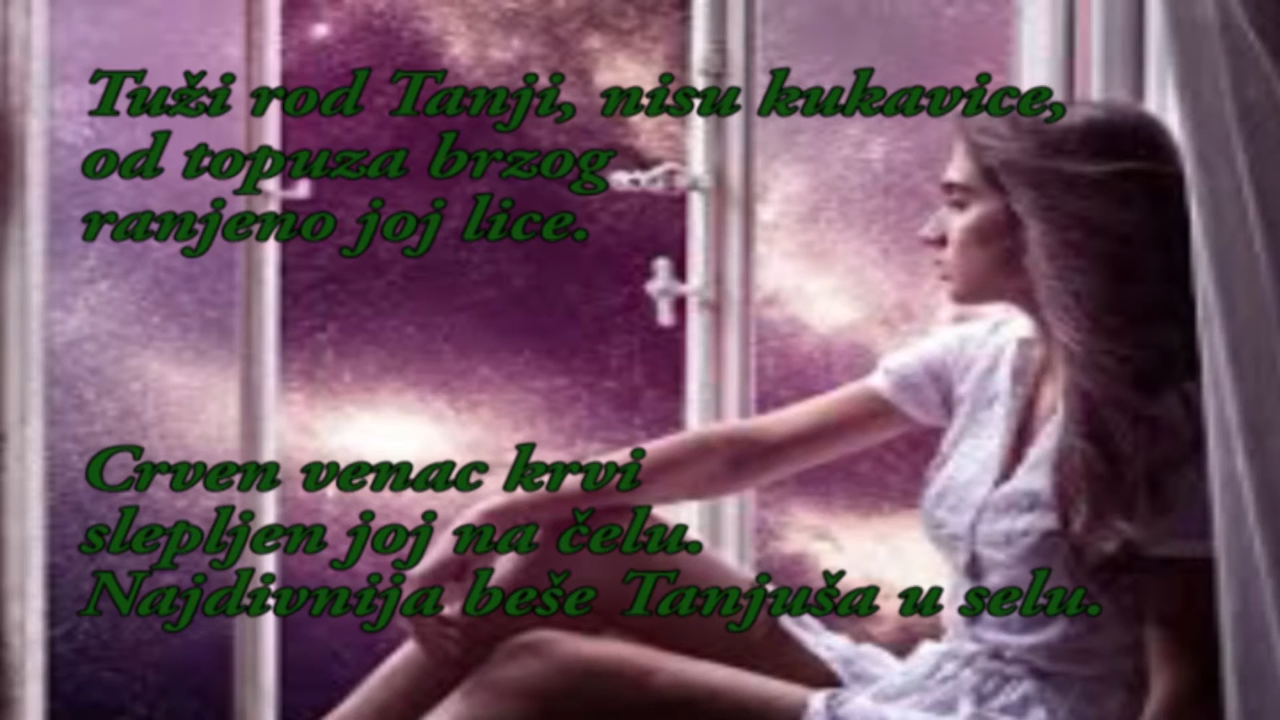 Tuži rod Tanji, nisu kukavice,
od topuza brzog
ranjeno joj lice.
Crven venac krvi
slepljen joj na čelu.
Najdivnija beše Tanjuša u selu.